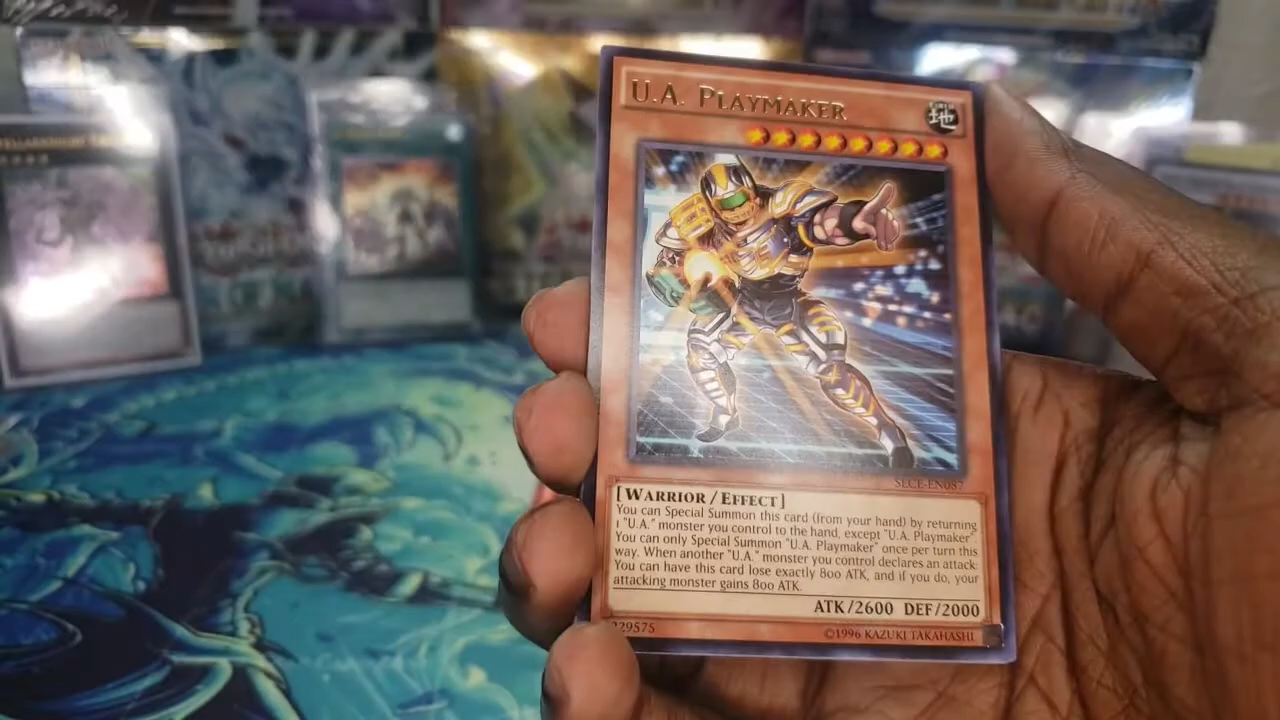 U.A. PLAYMAKER
地
SECE-EN087
[WARRIOR/EFFECT]
You can Special Summon this card (from your hand) by returning
1 "U.A." monster you control to the hand, except "U.A. Playmaker".
You can only Special Summon "U.A. Playmaker" once per turn this
way. When another "U.A." monster you control declares an attack:
You can have this card lose exactly 800 ATK, and if you do, your
attacking monster gains 800 ATK.
ATK/2600 DEF/2000
29575
©1996 KAZUKI TAKAHASHI